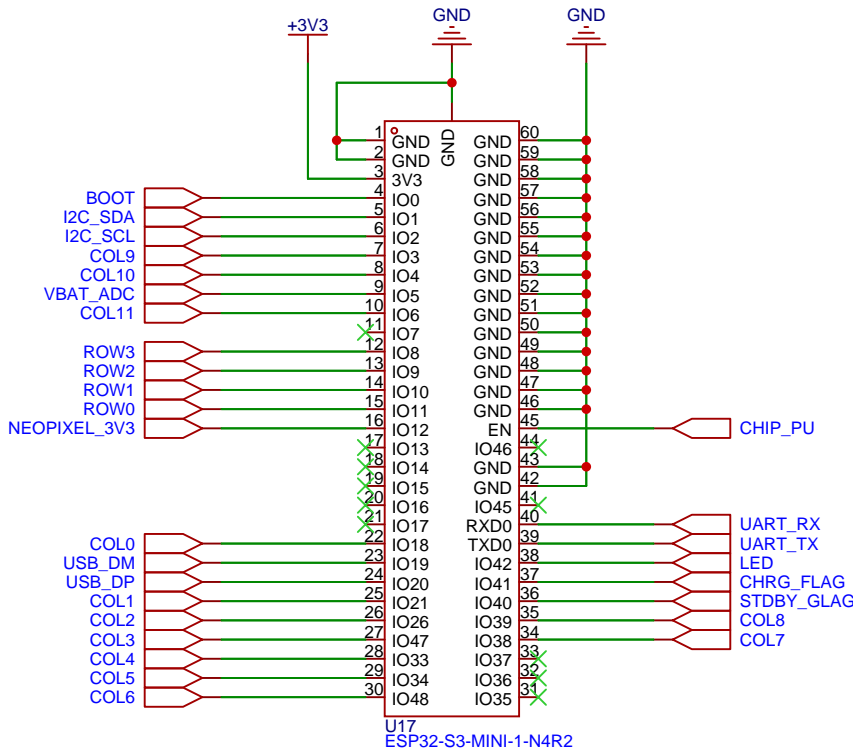 GND
GND
+3V3
GND
1 GND GND 60
2 GND GND 59
3 3V3 GND 58
BOOT 4 IO0 GND 57
I2C_SDA 5 IO1 GND 56
I2C_SCL 6 IO2 GND 55
COL9 7 IO3 GND 54
COL10 8 IO4 GND 53
VBAT_ADC 9 IO5 GND 52
COL11 10 IO6 GND 51
11 IO7 GND 50
ROW3 12 IO8 GND 49
ROW2 13 IO9 GND 48
ROW1 14 IO10 GND 47
ROW0 15 IO11 GND 46
NEOPIXEL_3V3 16 IO12 EN 45 CHIP_PU
17 IO13 IO46 44
18 IO14 GND 43
19 IO15 GND 42
20 IO16 IO45 41
21 IO17 RXD0 40 UART_RX
COL0 22 IO18 TXD0 39 UART_TX
USB_DM 23 IO19 IO42 38 LED
USB_DP 24 IO20 IO41 37 CHRG_FLAG
COL1 25 IO21 IO40 36 STDBY_GLAG
COL2 26 IO26 IO39 35 COL8
COL3 27 IO47 IO38 34 COL7
COL4 28 IO33 IO37 33
COL5 29 IO34 IO36 32
COL6 30 IO48 IO35 31
U17
ESP32-S3-MINI-1-N4R2